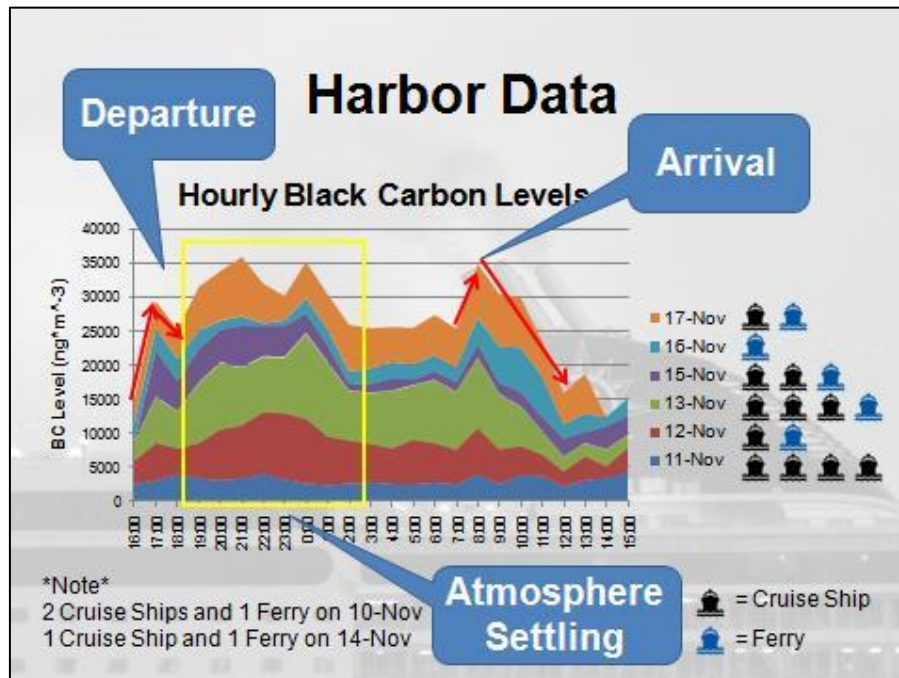 Harbor Data
Departure
Arrival
Hourly Black Carbon Levels
BC Level (ng*m^-3)
40000
35000
30000
25000
20000
15000
10000
5000
0
16:00
17:00
18:00
19:00
20:00
21:00
22:00
23:00
0:00
2:00
3:00
4:00
5:00
6:00
7:00
8:00
9:00
10:00
11:00
12:00
13:00
14:00
15:00
17-Nov
16-Nov
15-Nov
13-Nov
12-Nov
11-Nov
Atmosphere
Settling
*Note*
2 Cruise Ships and 1 Ferry on 10-Nov
1 Cruise Ship and 1 Ferry on 14-Nov
= Cruise Ship
= Ferry